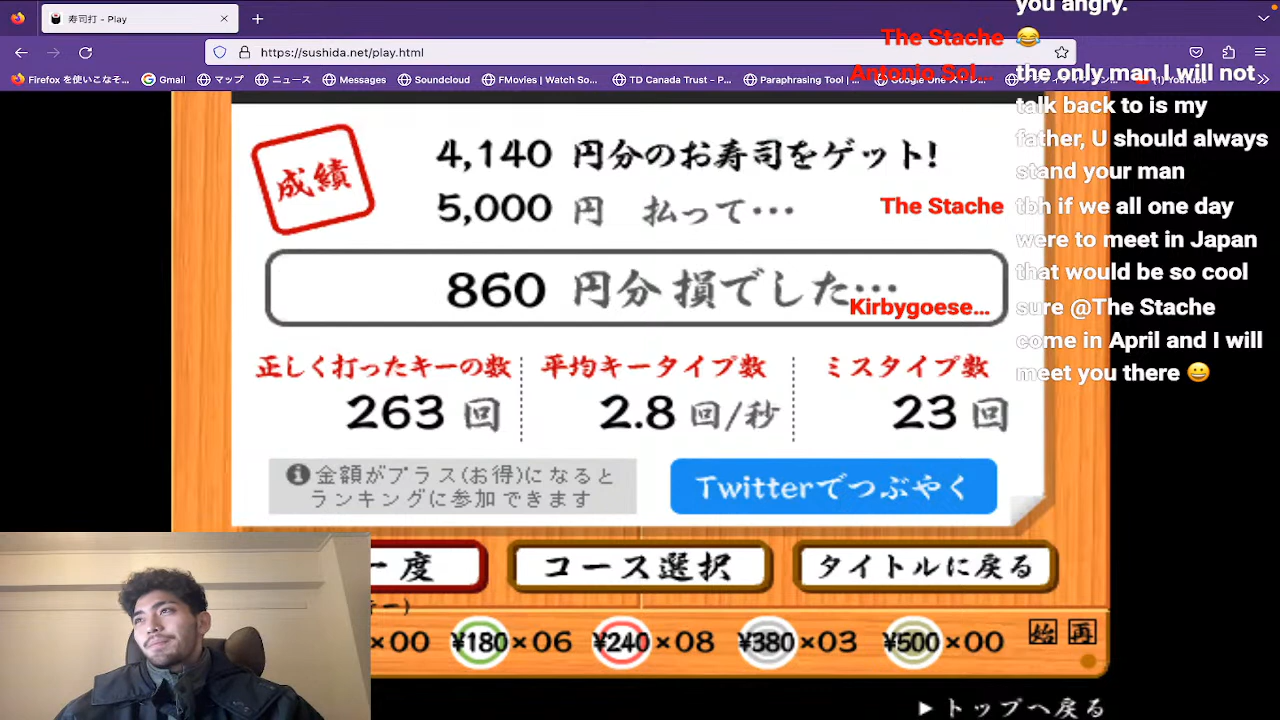 寿司打 - Play
https://sushida.net/play.html
Firefox を使いこなそ...
Gmail
マップ
ニュース
Messages
Soundcloud
FMovies | Watch So...
TD Canada Trust - P...
Paraphrasing Tool |...
YouTube
成績
4,140 円分のお寿司をゲット!
5,000 円 払って…
860 円分 損でした…
正しく打ったキーの数
263 回
平均キータイプ数
2.8 回/秒
ミスタイプ数
23 回
金額がプラス(お得)になると
ランキングに参加できます
Twitterでつぶやく
一度
コース選択
タイトルに戻る
×00
¥180×06
¥240×08
¥380×03
¥500×00
始
再
▶トップへ戻る
you angry.
The Stache 😂
Antonio Sol... the only man I will not
talk back to is my
father, U should always
stand your man
The Stache tbh if we all one day
were to meet in Japan
that would be so cool
Kirbygoese... sure @The Stache
come in April and I will
meet you there 😀